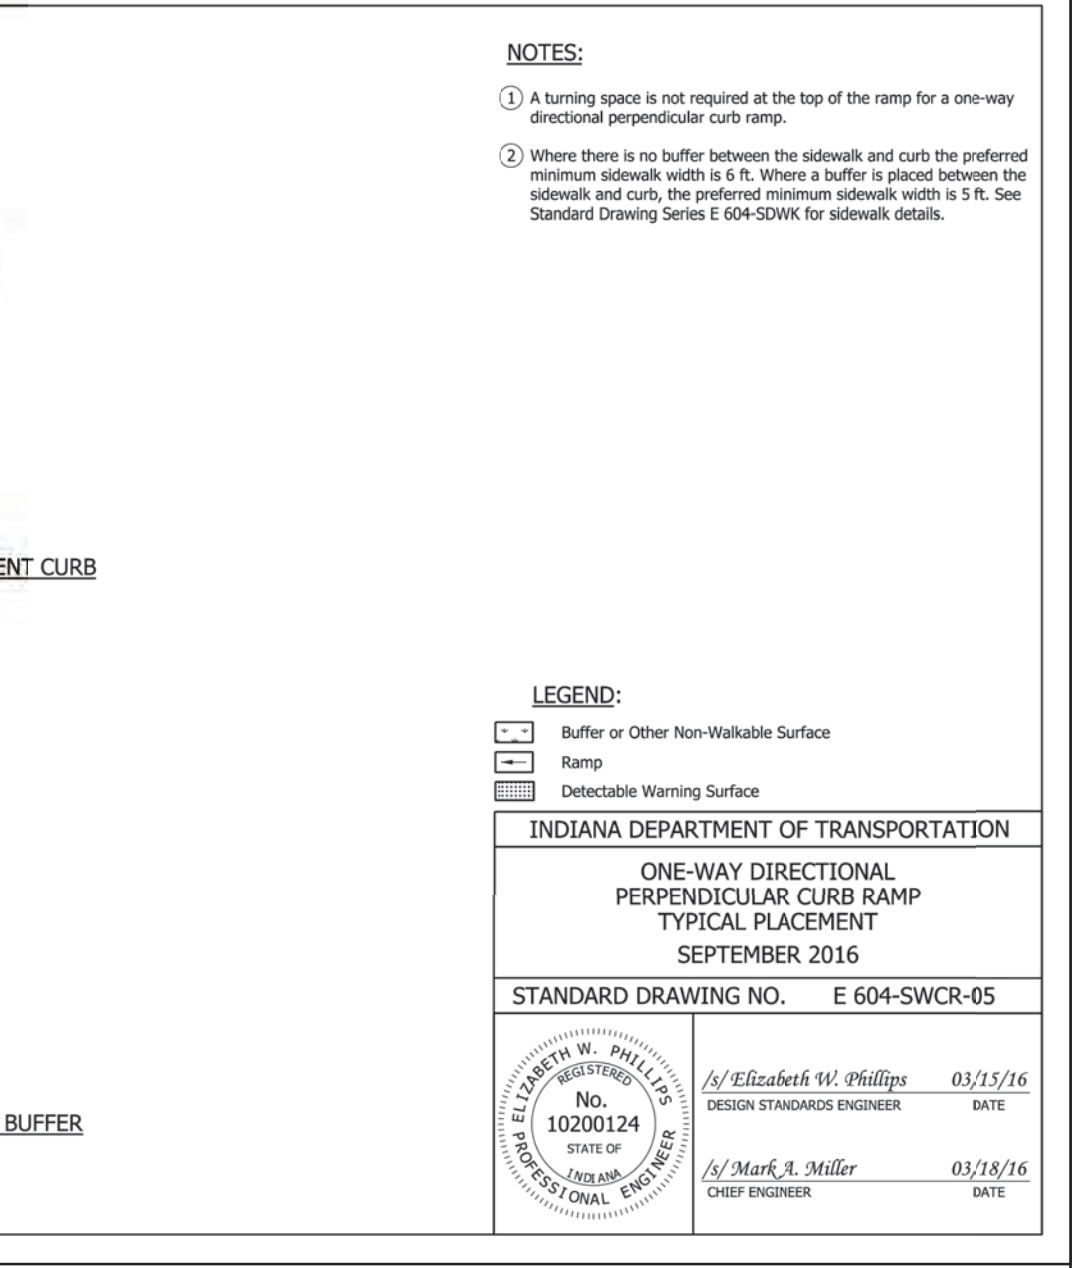 NOTES:
1 A turning space is not required at the top of the ramp for a one-way
directional perpendicular curb ramp.
2 Where there is no buffer between the sidewalk and curb the preferred
minimum sidewalk width is 6 ft. Where a buffer is placed between the
sidewalk and curb, the preferred minimum sidewalk width is 5 ft. See
Standard Drawing Series E 604-SDWK for sidewalk details.
ENT CURB
LEGEND:
Buffer or Other Non-Walkable Surface
Ramp
Detectable Warning Surface
INDIANA DEPARTMENT OF TRANSPORTATION
ONE-WAY DIRECTIONAL
PERPENDICULAR CURB RAMP
TYPICAL PLACEMENT
SEPTEMBER 2016
STANDARD DRAWING NO. E 604-SWCR-05
BUFFER
ELIZABETH W. PHILLIPS
REGISTERED
No.
10200124
STATE OF
INDIANA
PROFESSIONAL ENGINEER
/s/ Elizabeth W. Phillips 03/15/16
DESIGN STANDARDS ENGINEER DATE
/s/ Mark A. Miller 03/18/16
CHIEF ENGINEER DATE